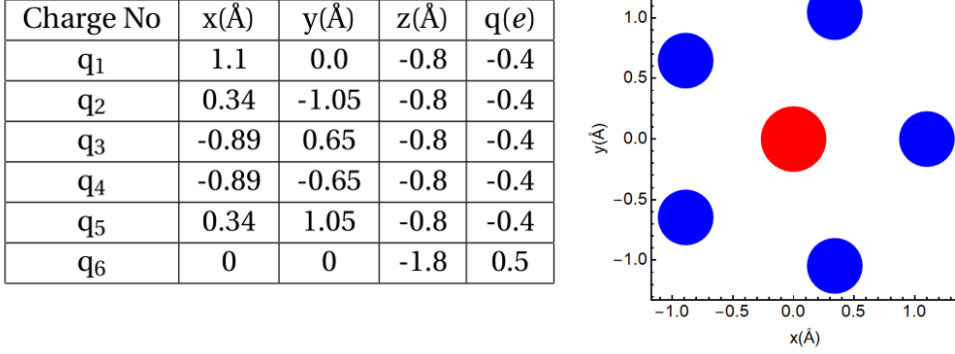 Charge No x(Å) y(Å) z(Å) q(e)
q1 1.1 0.0 -0.8 -0.4
q2 0.34 -1.05 -0.8 -0.4
q3 -0.89 0.65 -0.8 -0.4
q4 -0.89 -0.65 -0.8 -0.4
q5 0.34 1.05 -0.8 -0.4
q6 0 0 -1.8 0.5
1.0
0.5
0.0
−0.5
−1.0
y(Å)
−1.0 −0.5 0.0 0.5 1.0
x(Å)